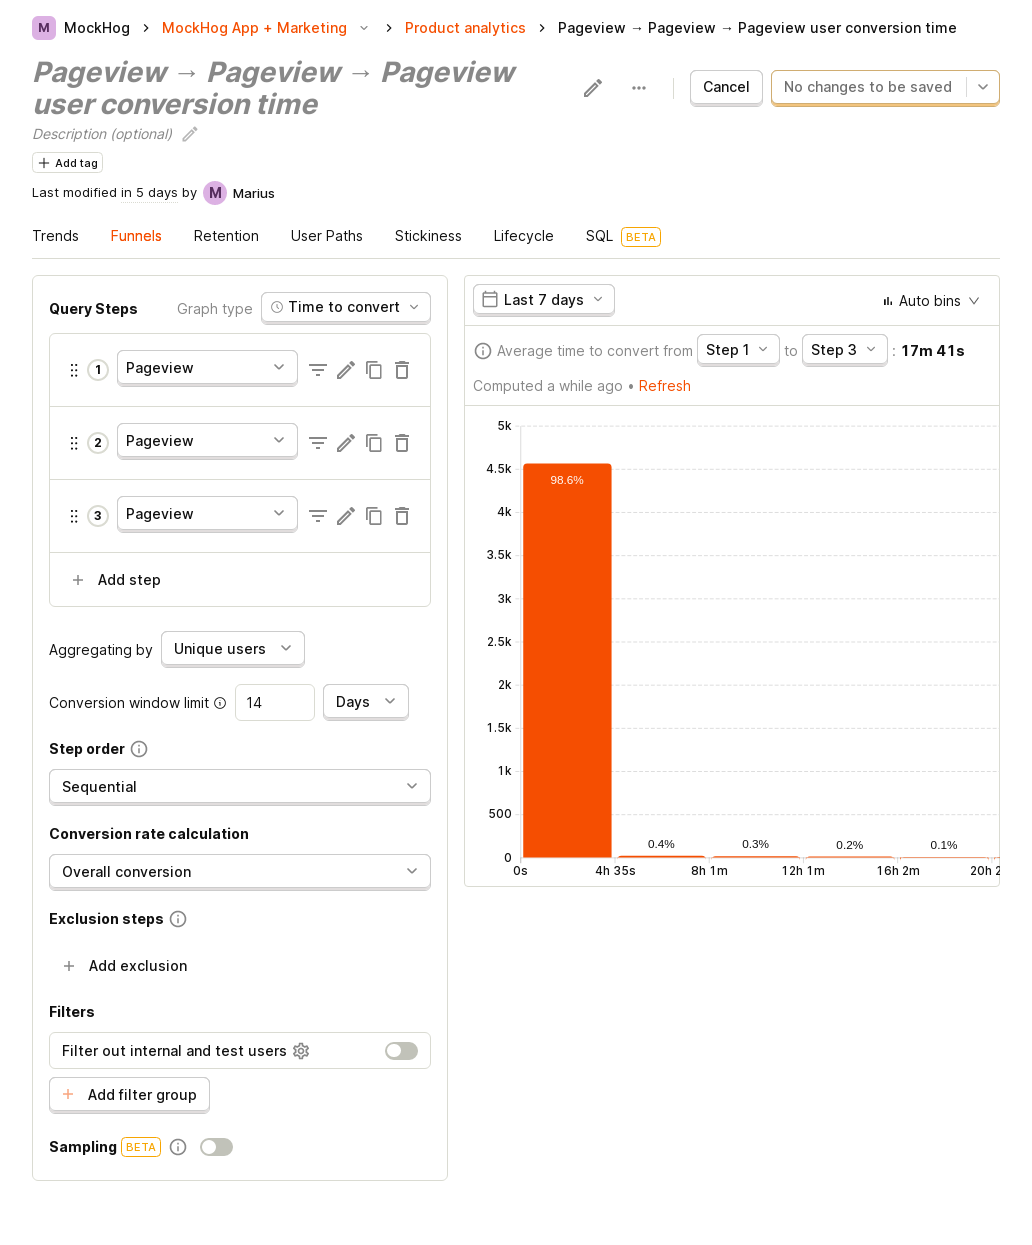 M MockHog > MockHog App + Marketing > Product analytics > Pageview → Pageview → Pageview user conversion time
Pageview → Pageview → Pageview
user conversion time
Cancel
No changes to be saved
Description (optional)
Add tag
Last modified in 5 days by M Marius
Trends Funnels Retention User Paths Stickiness Lifecycle SQL BETA
Query Steps Graph type Time to convert
1 Pageview
2 Pageview
3 Pageview
Add step
Aggregating by Unique users
Conversion window limit 14 Days
Step order
Sequential
Conversion rate calculation
Overall conversion
Exclusion steps
Add exclusion
Filters
Filter out internal and test users
Add filter group
Sampling BETA
Last 7 days Auto bins
Average time to convert from Step 1 to Step 3 : 17m 41s
Computed a while ago • Refresh
5k
4.5k
98.6%
4k
3.5k
3k
2.5k
2k
1.5k
1k
500
0.4% 0.3% 0.2% 0.1%
0
0s 4h 35s 8h 1m 12h 1m 16h 2m 20h 2